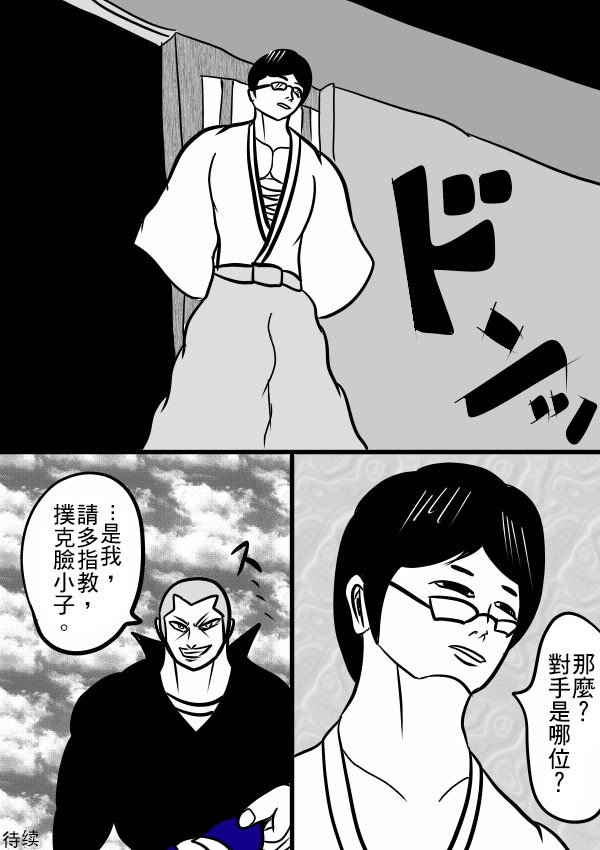 ドンッ
那麼？
對手是哪位？
ス
…是我，
請多指教，
撲克臉小子。
待续